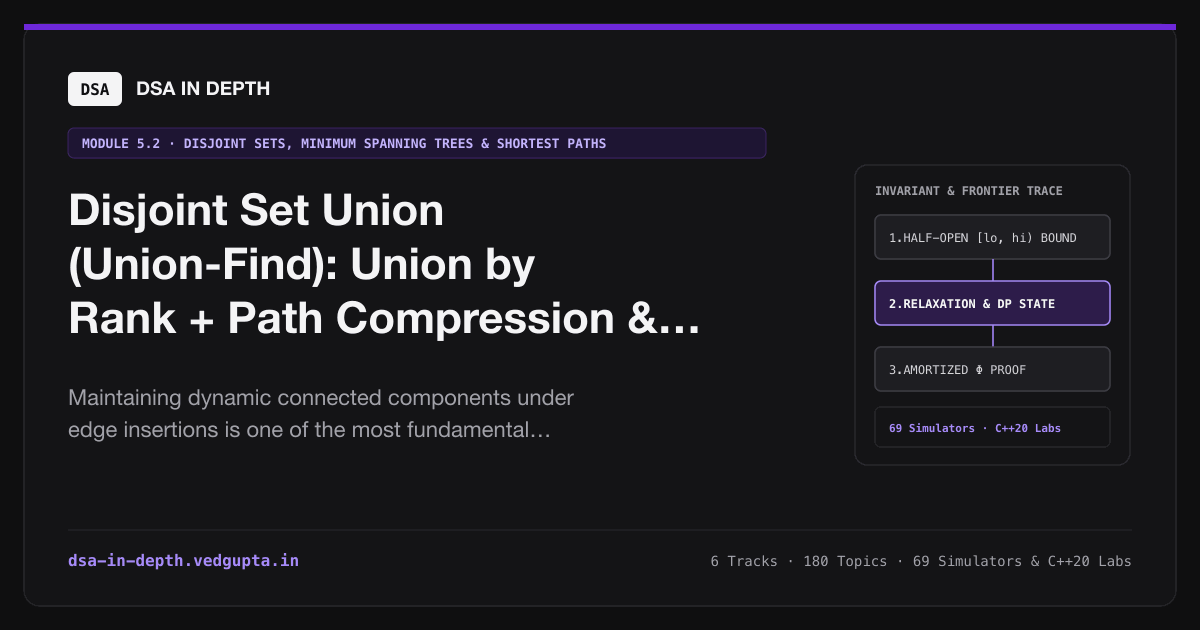 DSA
DSA IN DEPTH
MODULE 5.2 · DISJOINT SETS, MINIMUM SPANNING TREES & SHORTEST PATHS
Disjoint Set Union
(Union-Find): Union by
Rank + Path Compression &...
Maintaining dynamic connected components under
edge insertions is one of the most fundamental...
INVARIANT & FRONTIER TRACE
1.HALF-OPEN [lo, hi) BOUND
2.RELAXATION & DP STATE
3.AMORTIZED Φ PROOF
69 Simulators · C++20 Labs
dsa-in-depth.vedgupta.in
6 Tracks · 180 Topics · 69 Simulators & C++20 Labs